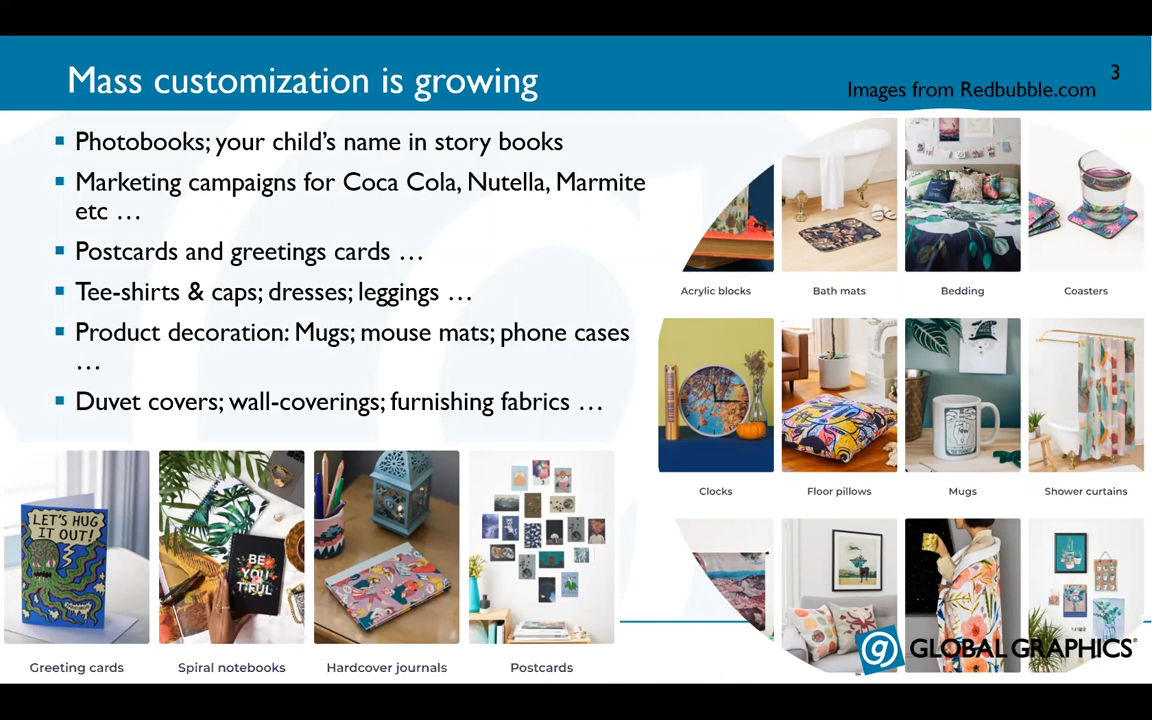 Mass customization is growing
3
Images from Redbubble.com
Photobooks; your child's name in story books
Marketing campaigns for Coca Cola, Nutella, Marmite
etc …
Postcards and greetings cards …
Tee-shirts & caps; dresses; leggings …
Product decoration: Mugs; mouse mats; phone cases
…
Duvet covers; wall-coverings; furnishing fabrics …
Acrylic blocks
Bath mats
Bedding
Coasters
Clocks
Floor pillows
Mugs
Shower curtains
LET'S HUG
IT OUT!
BE
YOU
TIFUL
Greeting cards
Spiral notebooks
Hardcover journals
Postcards
g
GLOBAL GRAPHICS®